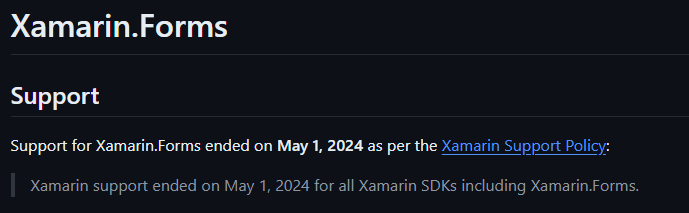 Xamarin.Forms
Support
Support for Xamarin.Forms ended on May 1, 2024 as per the Xamarin Support Policy:
Xamarin support ended on May 1, 2024 for all Xamarin SDKs including Xamarin.Forms.